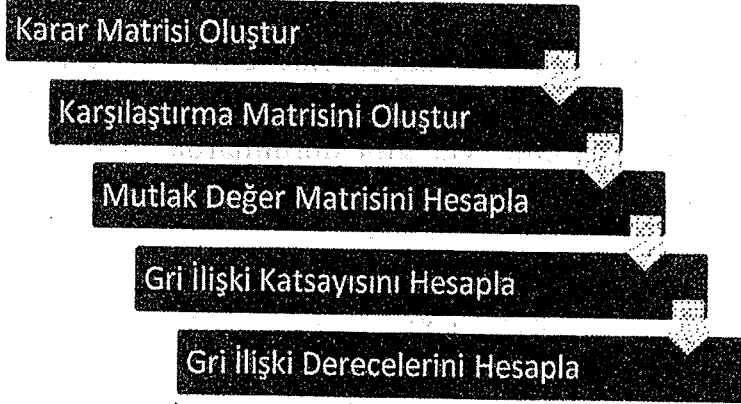 Karar Matrisi Oluştur
Karşılaştırma Matrisini Oluştur
Mutlak Değer Matrisini Hesapla
Gri İlişki Katsayısını Hesapla
Gri İlişki Derecelerini Hesapla